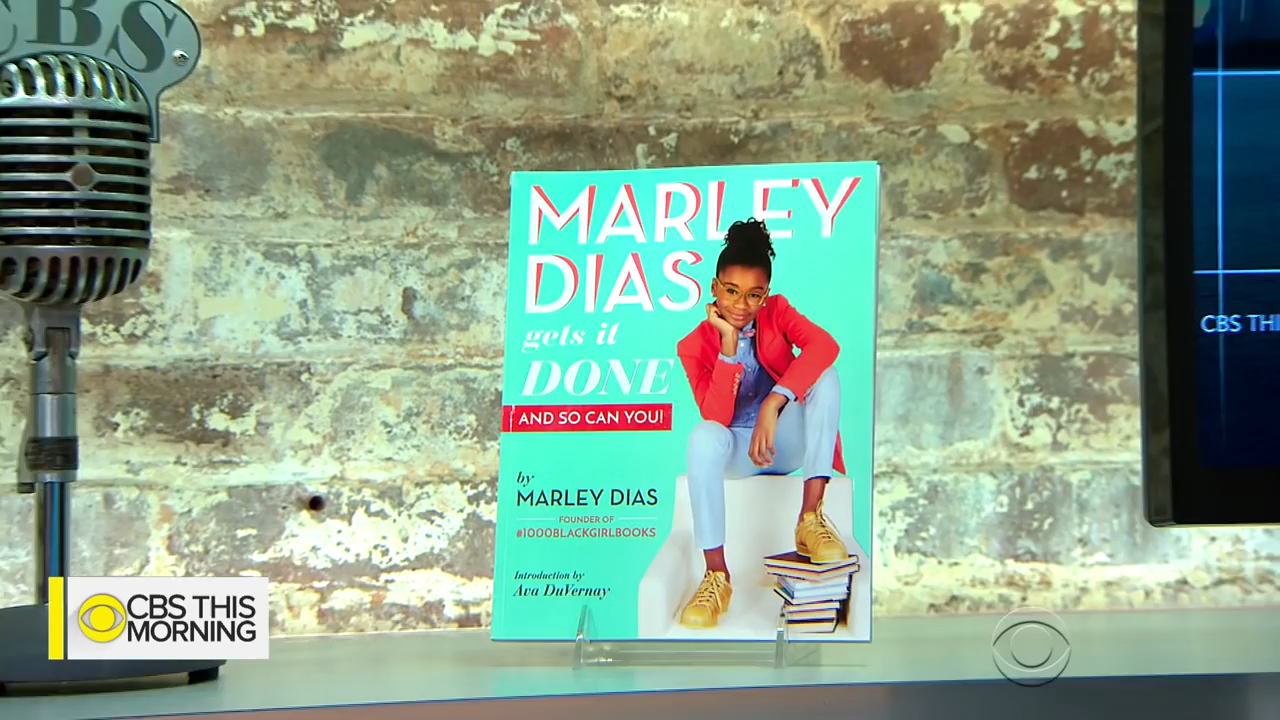 CBS
MARLEY
DIAS
gets it
DONE
AND SO CAN YOU!
by
MARLEY DIAS
FOUNDER OF
#1000BLACKGIRLBOOKS
Introduction by
Ava DuVernay
CBS THI
CBS THIS
MORNING